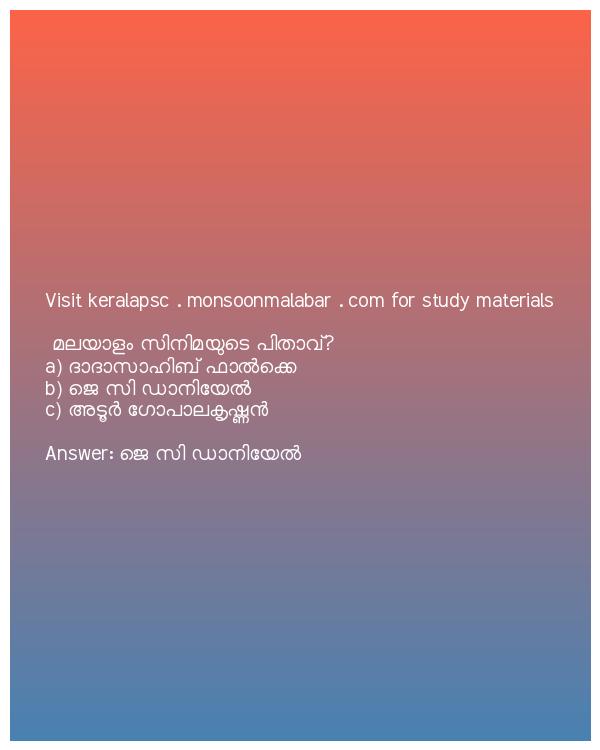 Visit keralapsc . monsoonmalabar . com for study materials
മലയാളം സിനിമയുടെ പിതാവ്?
a) ദാദാസാഹിബ് ഫാൽക്കെ
b) ജെ സി ഡാനിയേൽ
c) അടൂർ ഗോപാലകൃഷ്ണൻ
Answer: ജെ സി ഡാനിയേൽ